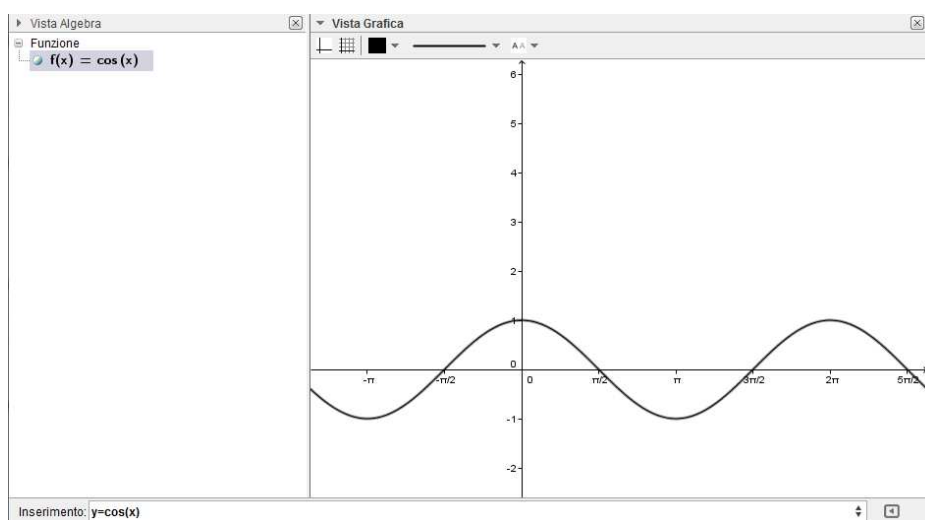 Vista Algebra
Funzione
f(x) = cos (x)
Vista Grafica
AA
6
5
4
3
2
1
0
-π
-π/2
0
π/2
π
3π/2
2π
5π/2
-1
-2
Inserimento: y=cos(x)